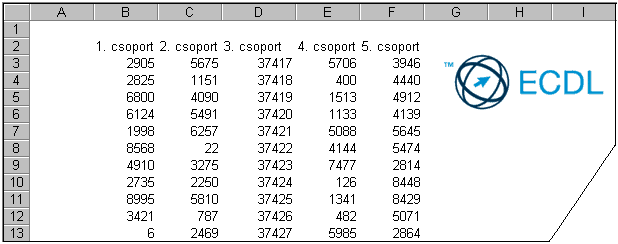 A B C D E F G H I
1
2 1. csoport 2. csoport 3. csoport 4. csoport 5. csoport
3 2905 5675 37417 5706 3946
4 2825 1151 37418 400 4440
5 6800 4090 37419 1513 4912
6 6124 5491 37420 1133 4139
7 1998 6257 37421 5088 5645
8 8568 22 37422 4144 5474
9 4910 3275 37423 7477 2814
10 2735 2250 37424 126 8448
11 8995 5810 37425 1341 8429
12 3421 787 37426 482 5071
13 6 2469 37427 5985 2864
™ ECDL